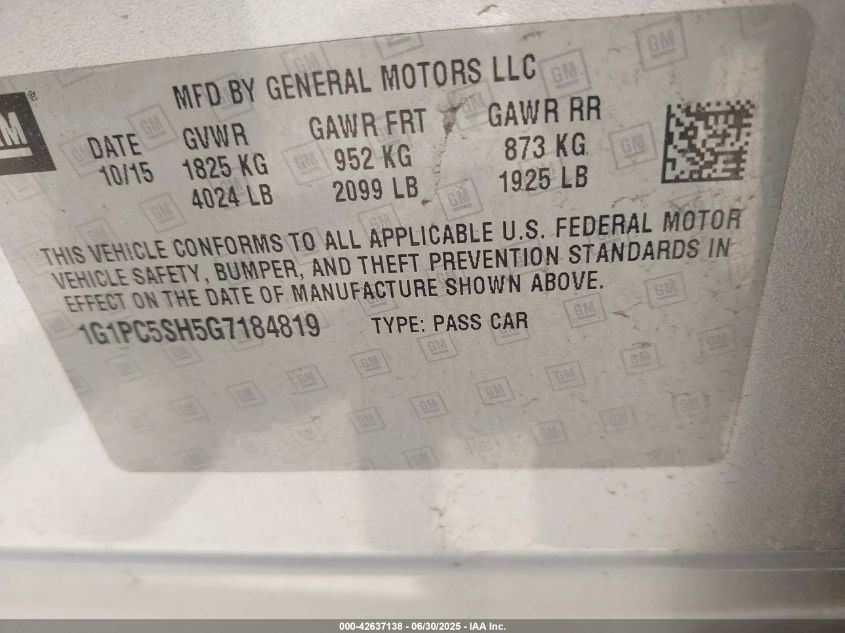 MFD BY GENERAL MOTORS LLC
DATE GVWR GAWR FRT GAWR RR
10/15 1825 KG 952 KG 873 KG
4024 LB 2099 LB 1925 LB
THIS VEHICLE CONFORMS TO ALL APPLICABLE U.S. FEDERAL MOTOR
VEHICLE SAFETY, BUMPER, AND THEFT PREVENTION STANDARDS IN
EFFECT ON THE DATE OF MANUFACTURE SHOWN ABOVE.
1G1PC5SH5G7184819 TYPE: PASS CAR
000-42637138 - 06/30/2025 - IAA Inc.